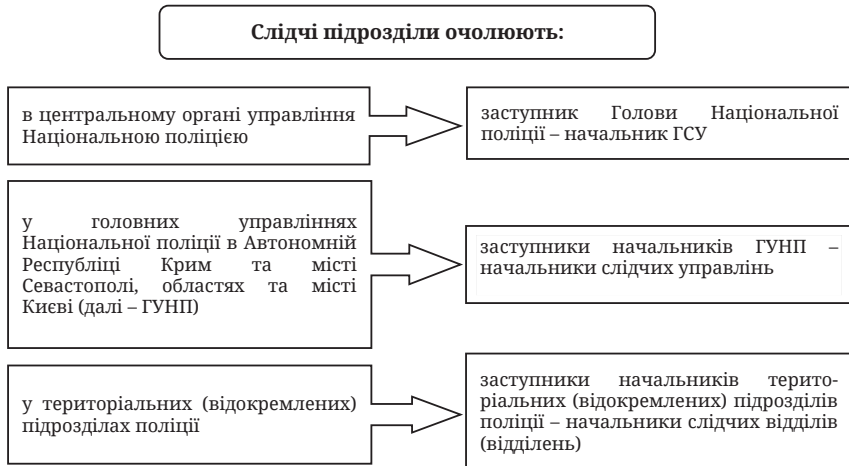 Слідчі підрозділи очолюють:
в центральному органі управління
Національною поліцією
заступник Голови Національної
поліції – начальник ГСУ
у головних управліннях
Національної поліції в Автономній
Республіці Крим та місті
Севастополі, областях та місті
Києві (далі – ГУНП)
заступники начальників ГУНП –
начальники слідчих управлінь
у територіальних (відокремлених)
підрозділах поліції
заступники начальників терито-
ріальних (відокремлених) підрозділів
поліції – начальники слідчих відділів
(відділень)